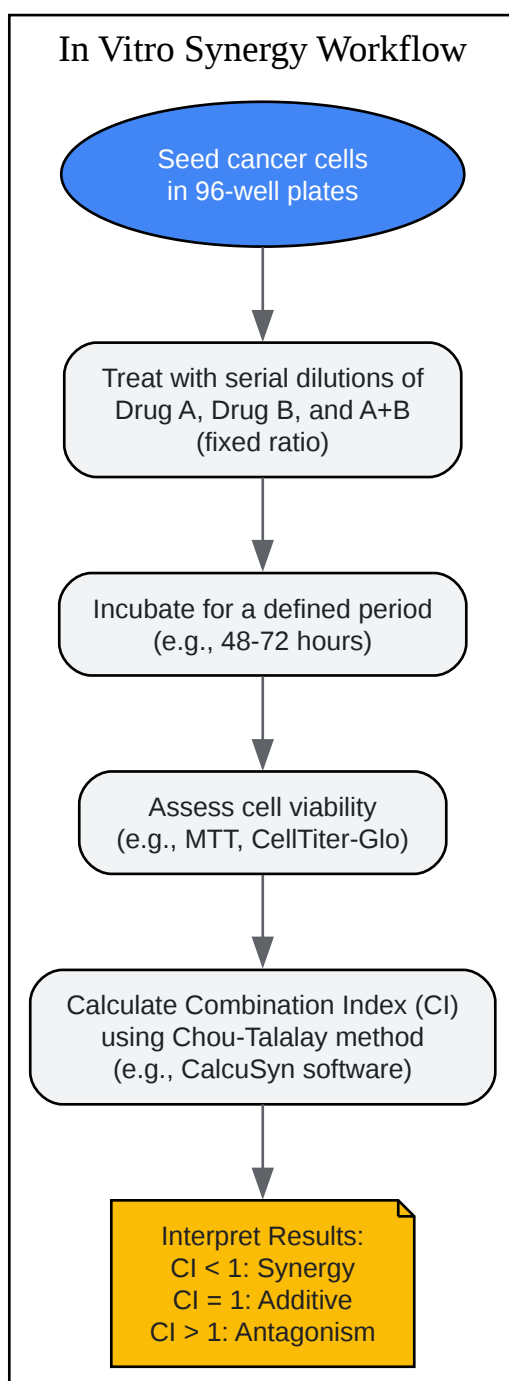 In Vitro Synergy Workflow
Seed cancer cells
in 96-well plates
Treat with serial dilutions of
Drug A, Drug B, and A+B
(fixed ratio)
Incubate for a defined period
(e.g., 48-72 hours)
Assess cell viability
(e.g., MTT, CellTiter-Glo)
Calculate Combination Index (CI)
using Chou-Talalay method
(e.g., CalcuSyn software)
Interpret Results:
CI < 1: Synergy
CI = 1: Additive
CI > 1: Antagonism